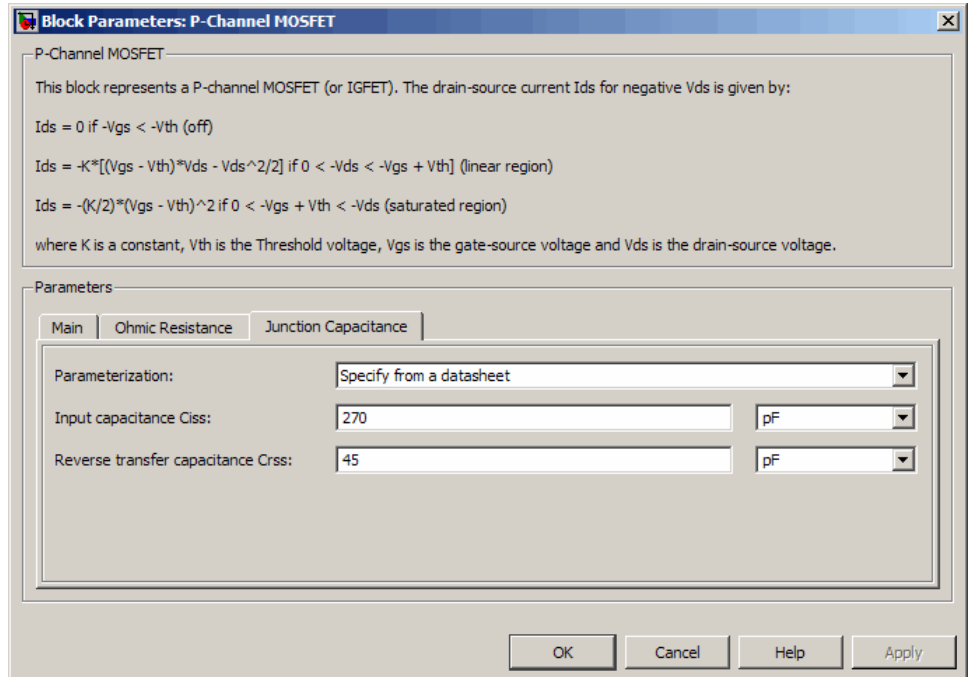 Block Parameters: P-Channel MOSFET
P-Channel MOSFET
This block represents a P-channel MOSFET (or IGFET). The drain-source current Ids for negative Vds is given by:
Ids = 0 if -Vgs < -Vth (off)
Ids = -K*[(Vgs - Vth)*Vds - Vds^2/2] if 0 < -Vds < -Vgs + Vth] (linear region)
Ids = -(K/2)*(Vgs - Vth)^2 if 0 < -Vgs + Vth < -Vds (saturated region)
where K is a constant, Vth is the Threshold voltage, Vgs is the gate-source voltage and Vds is the drain-source voltage.
Parameters
Main Ohmic Resistance Junction Capacitance
Parameterization: Specify from a datasheet
Input capacitance Ciss: 270 pF
Reverse transfer capacitance Crss: 45 pF
OK Cancel Help Apply